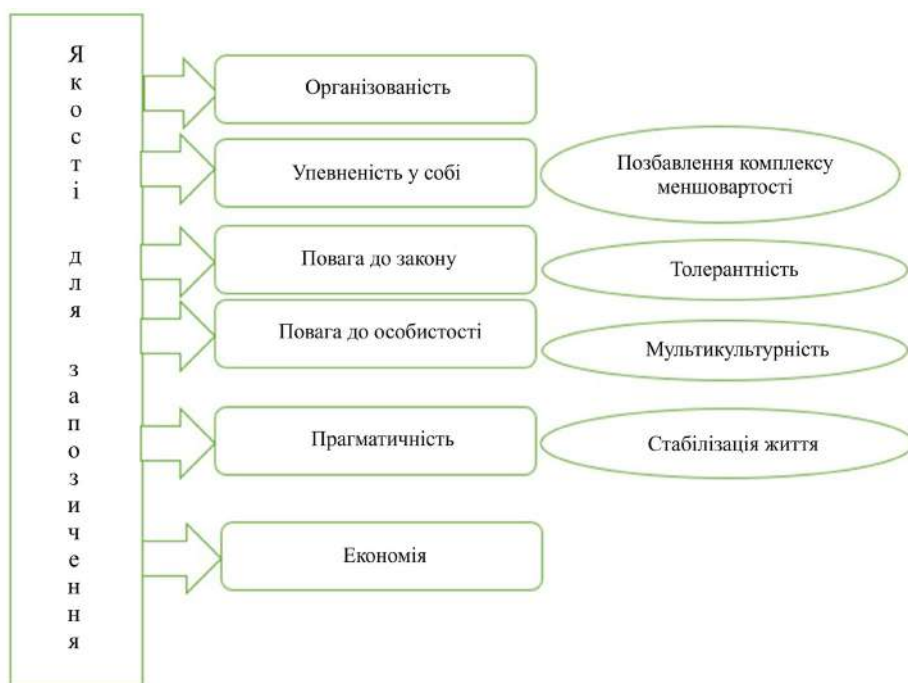 Якості для запозичення
Організованість
Упевненість у собі
Позбавлення комплексу
меншовартості
Повага до закону
Толерантність
Повага до особистості
Мультикультурність
Прагматичність
Стабілізація життя
Економія